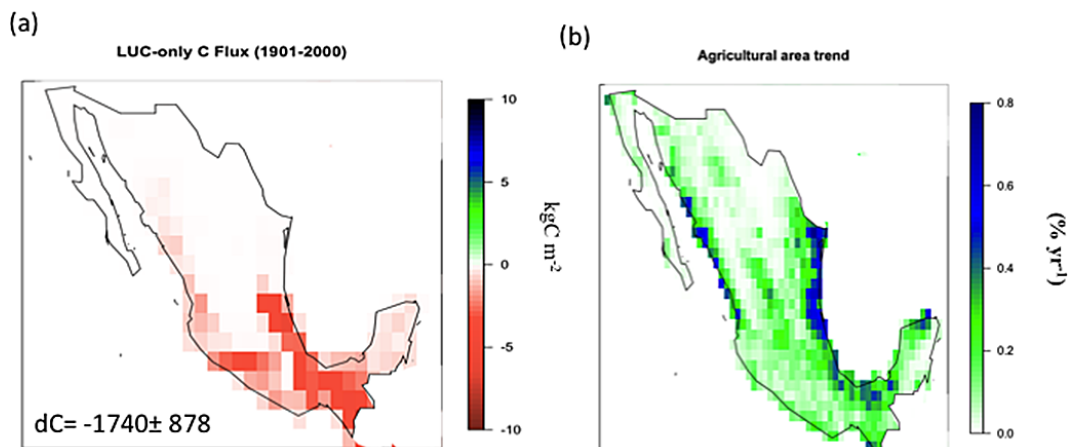 (a)
LUC-only C Flux (1901-2000)
10
5
0
-5
-10
kgC m⁻²
dC= -1740± 878
(b)
Agricultural area trend
0.8
0.6
0.4
0.2
0.0
(% yr⁻¹)